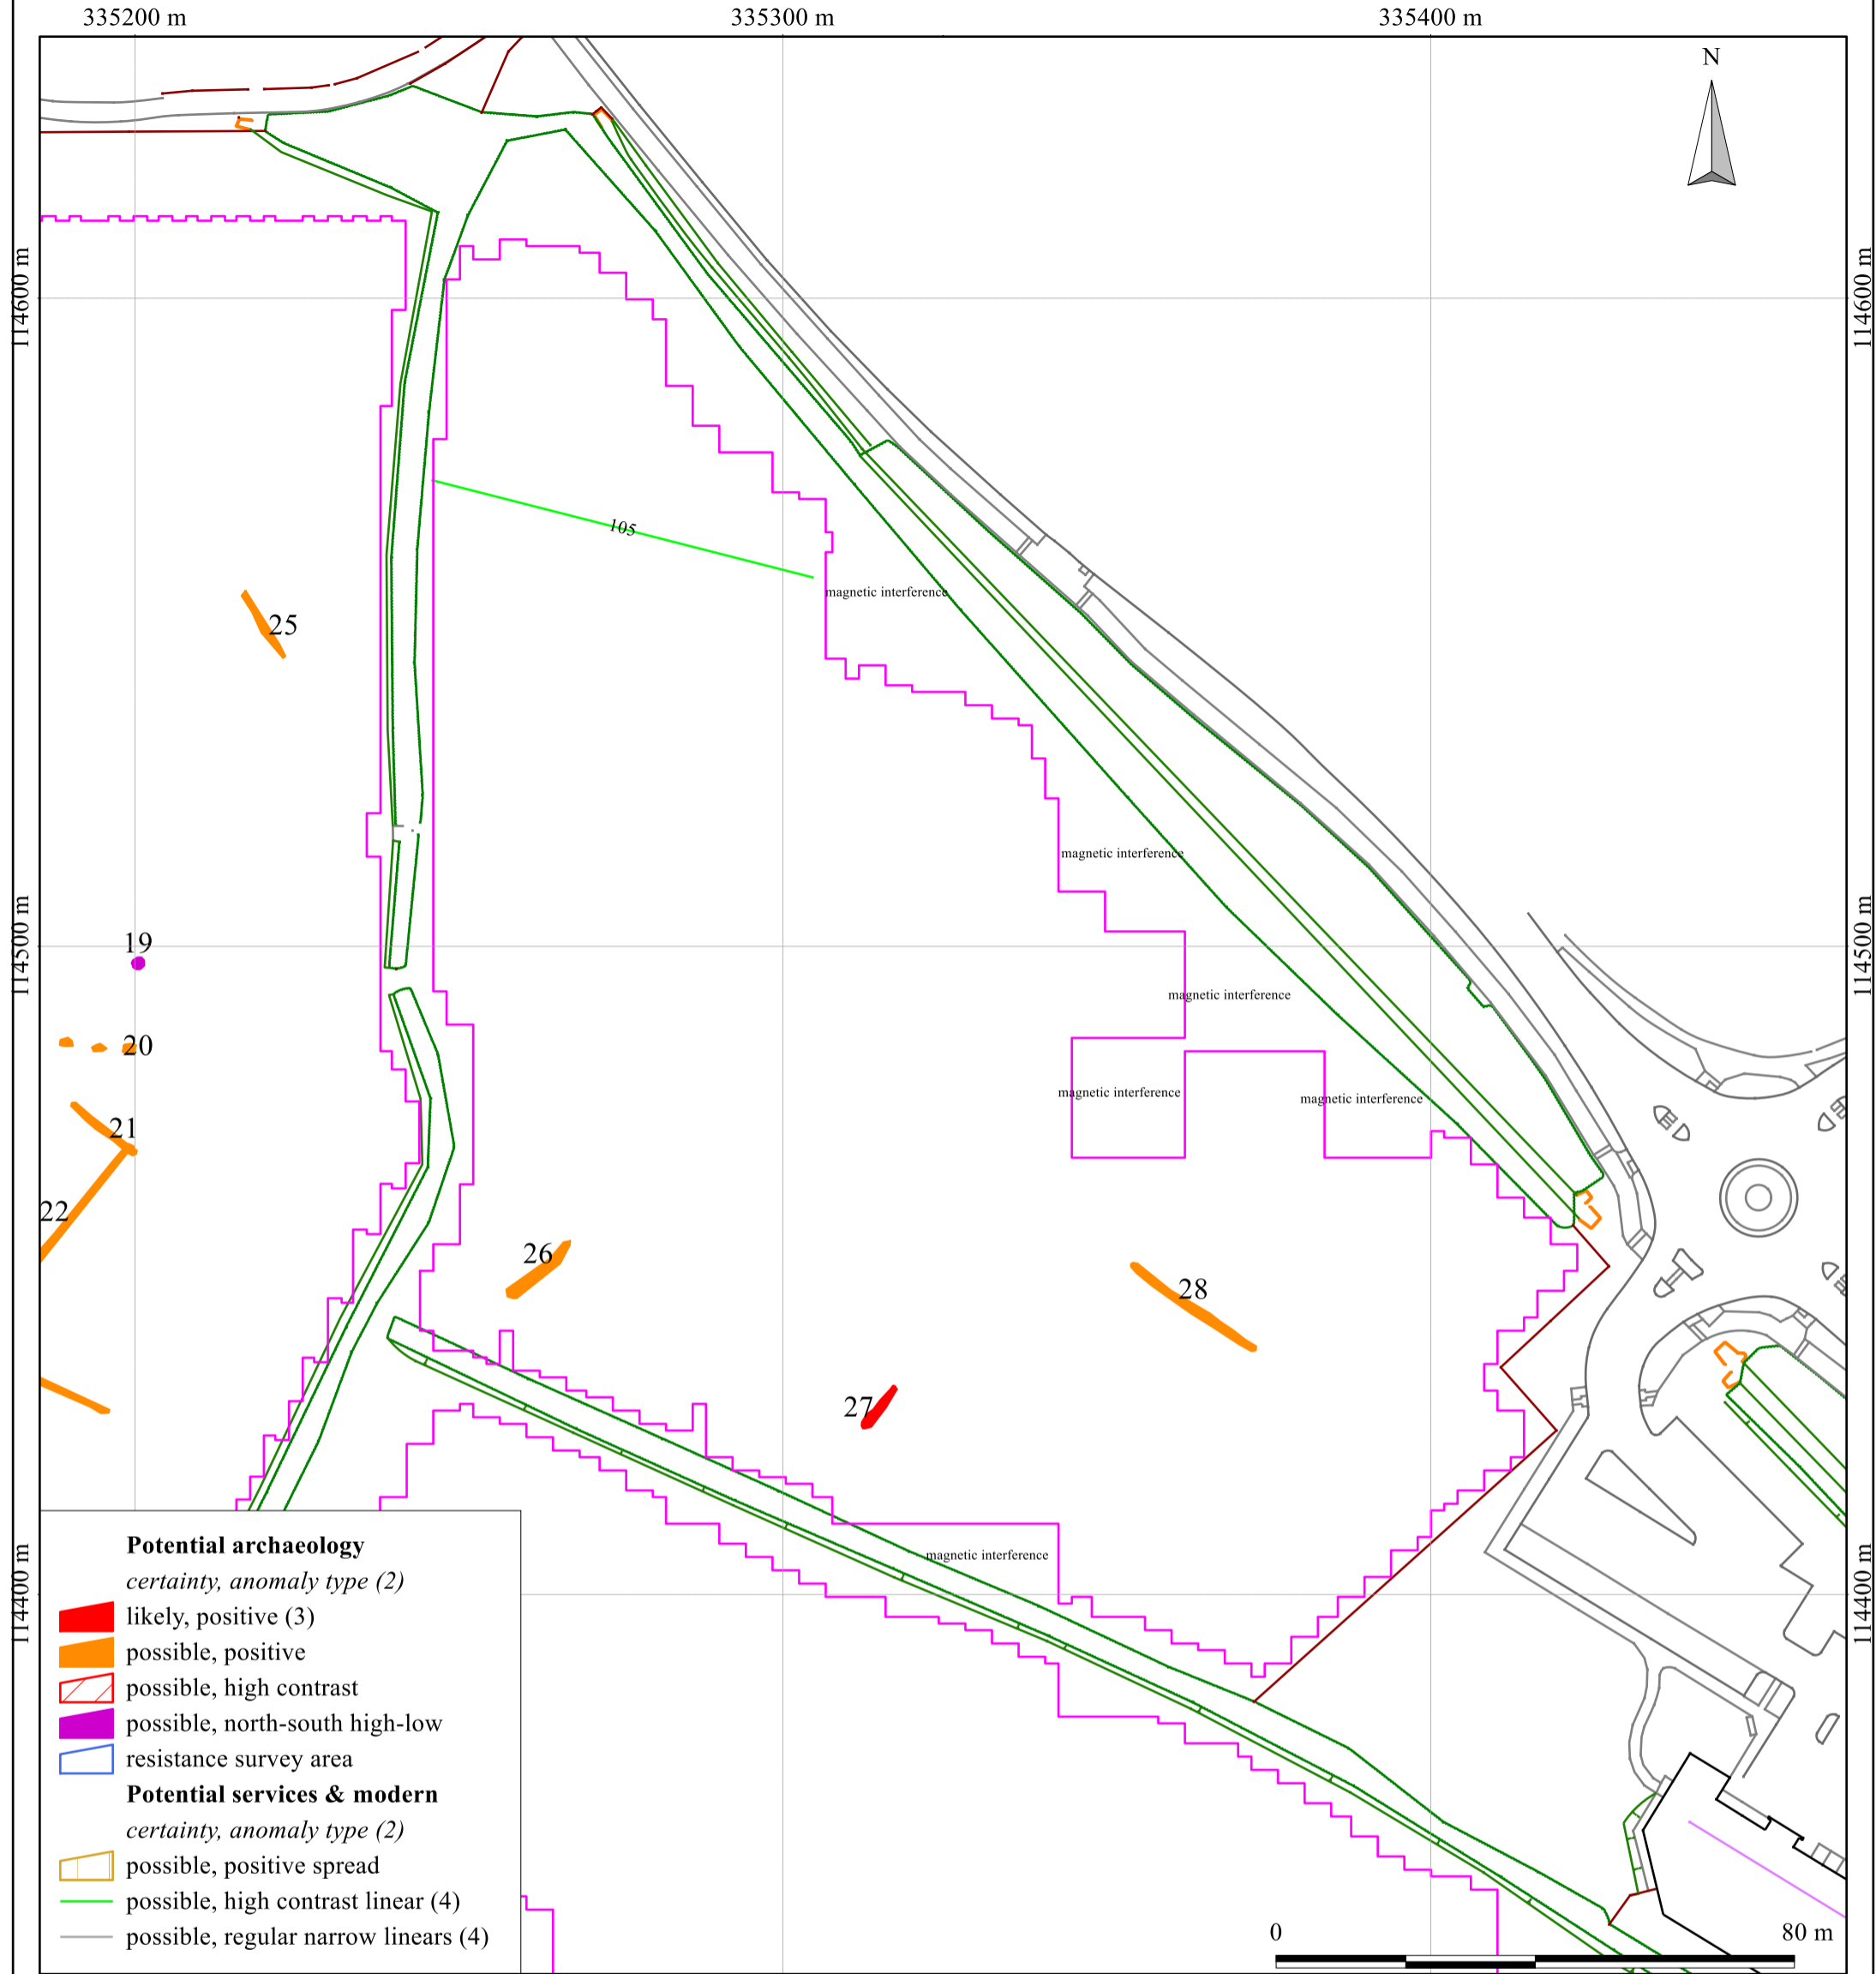 335200 m 335300 m 335400 m
N
114600 m 114600 m
105
magnetic interference
25
magnetic interference
114500 m 114500 m
19
magnetic interference
20
magnetic interference
magnetic interference
21
22
26
28
27
magnetic interference
114400 m 114400 m
Potential archaeology
certainty, anomaly type (2)
likely, positive (3)
possible, positive
possible, high contrast
possible, north-south high-low
resistance survey area
Potential services & modern
certainty, anomaly type (2)
possible, positive spread
possible, high contrast linear (4)
possible, regular narrow linears (4)
0 80 m